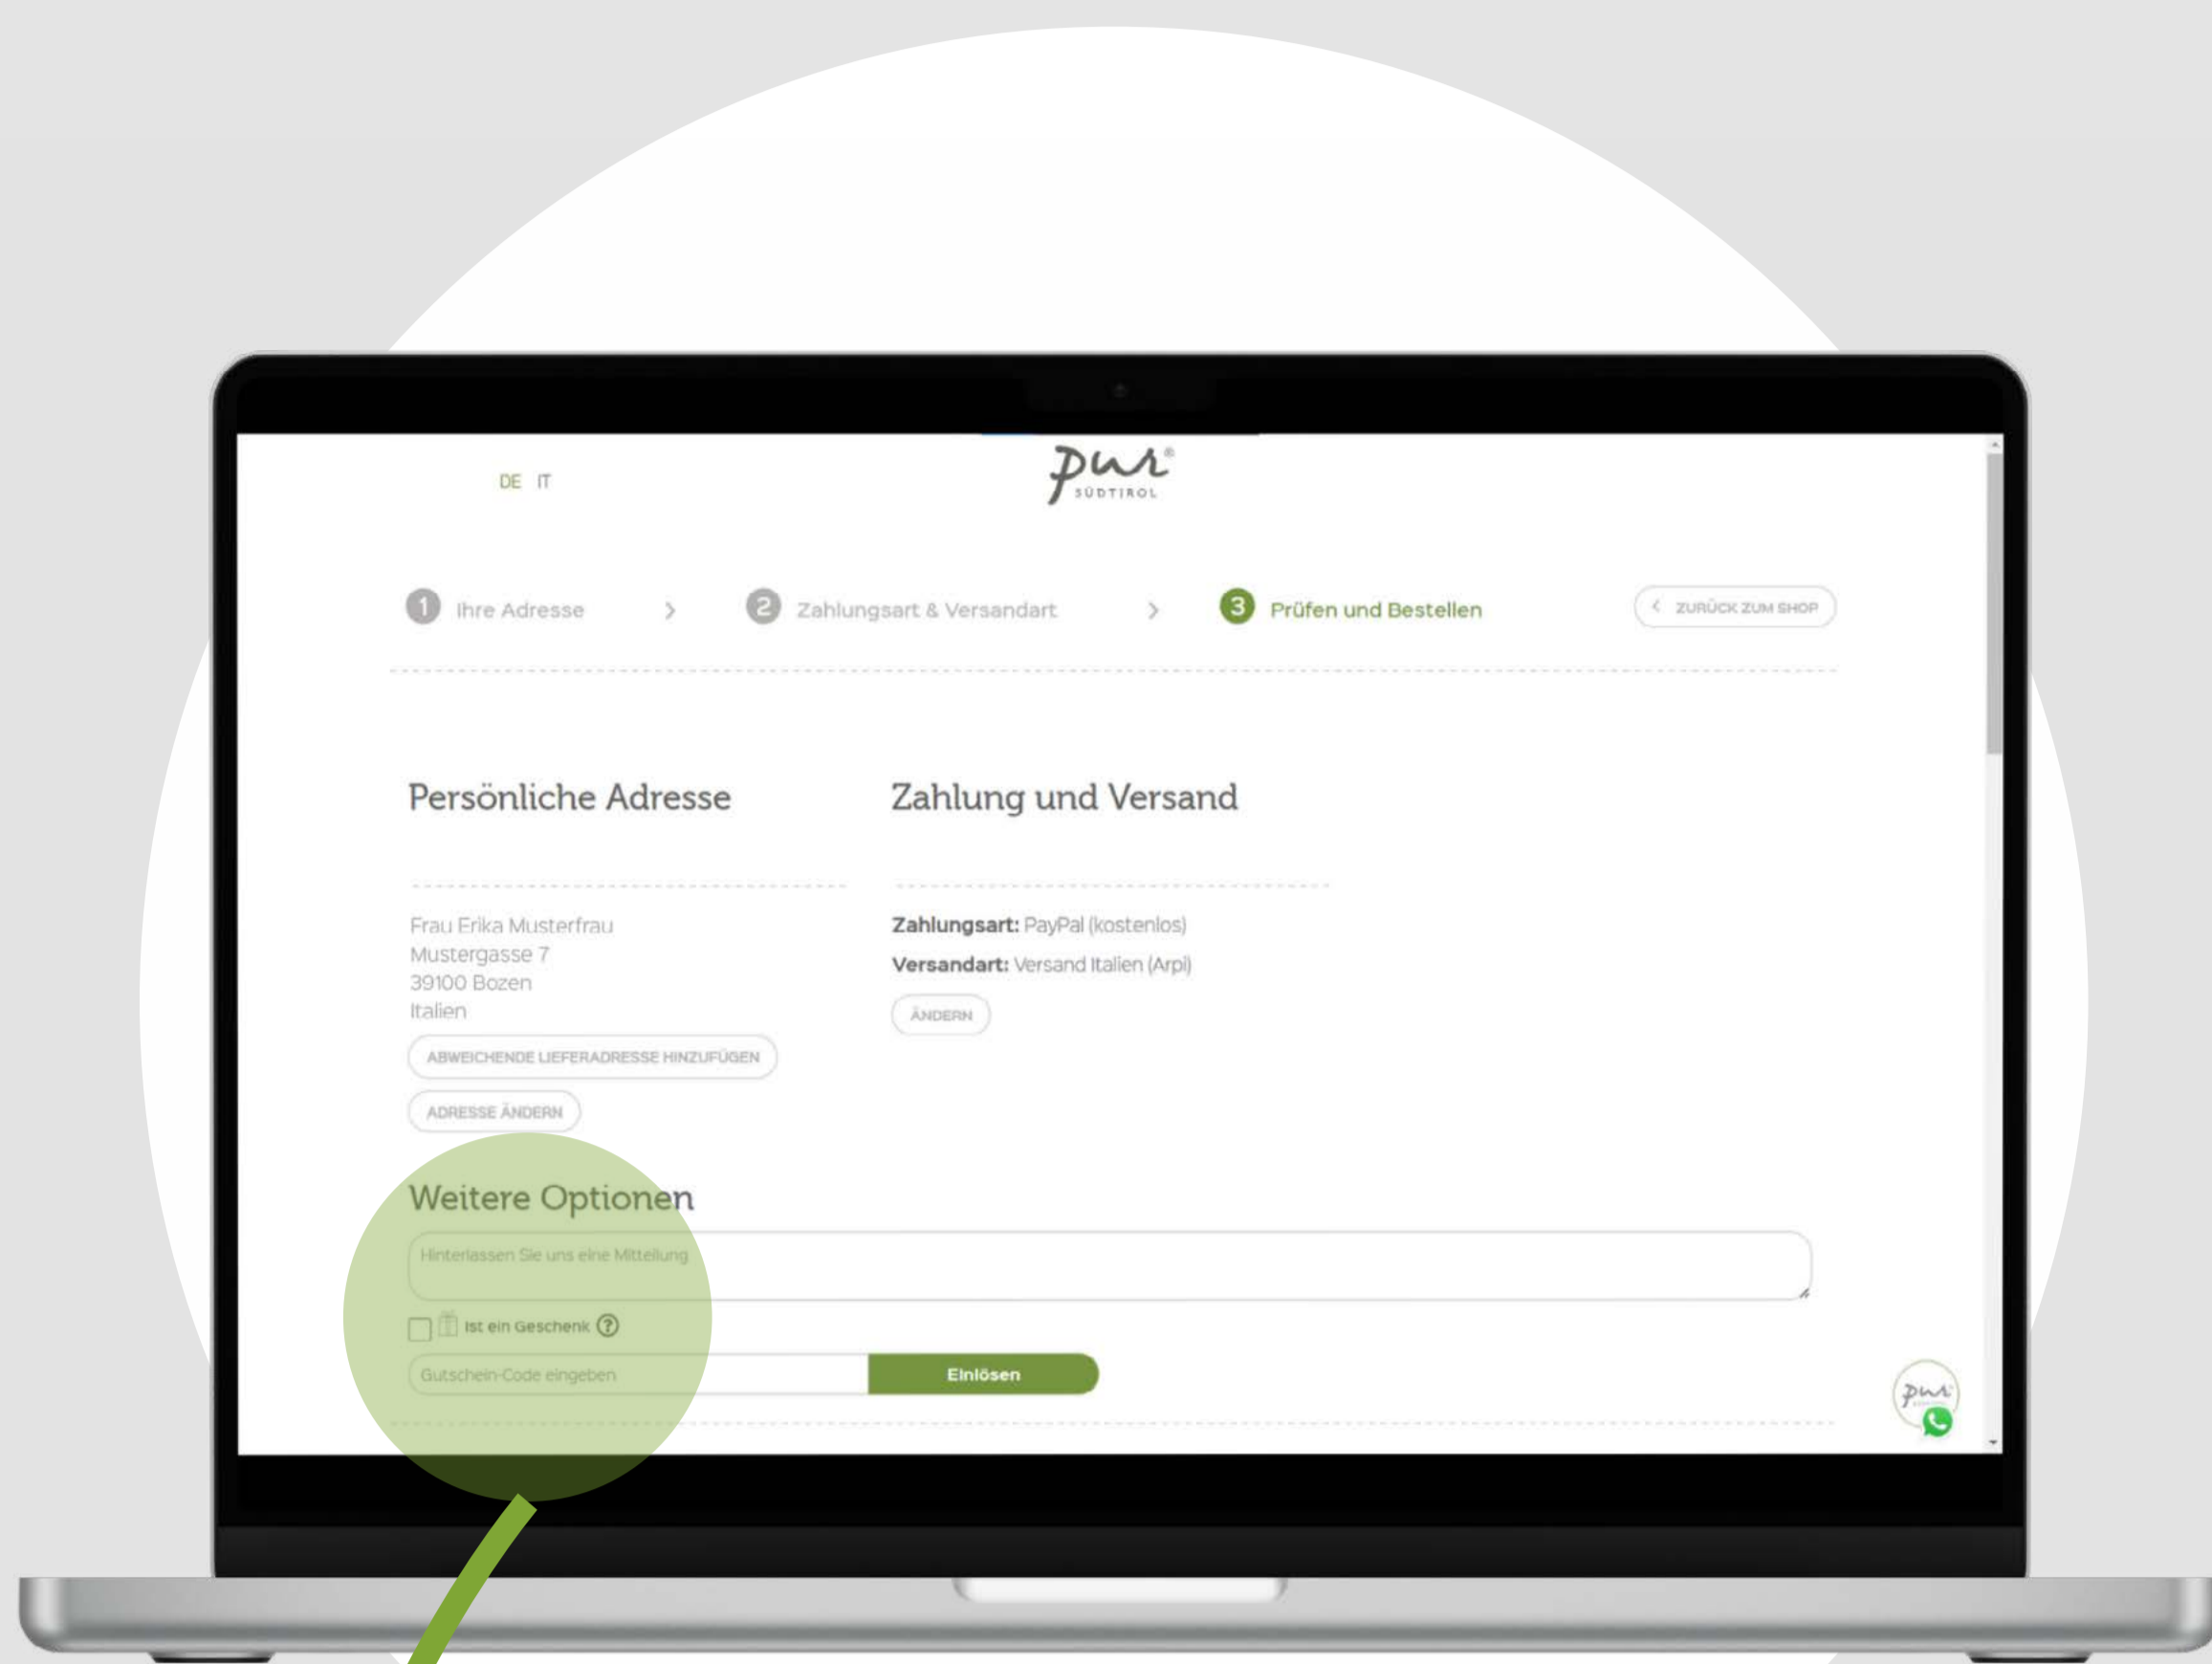 DE IT
pur®
SÜDTIROL
1 Ihre Adresse > 2 Zahlungsart & Versandart > 3 Prüfen und Bestellen < ZURÜCK ZUM SHOP
Persönliche Adresse
Frau Erika Musterfrau
Mustergasse 7
39100 Bozen
Italien
ABWEICHENDE LIEFERADRESSE HINZUFÜGEN
ADRESSE ÄNDERN
Zahlung und Versand
Zahlungsart: PayPal (kostenlos)
Versandart: Versand Italien (Arpi)
ÄNDERN
Weitere Optionen
Hinterlassen Sie uns eine Mitteilung
Ist ein Geschenk ?
Gutschein-Code eingeben Einlösen
pur